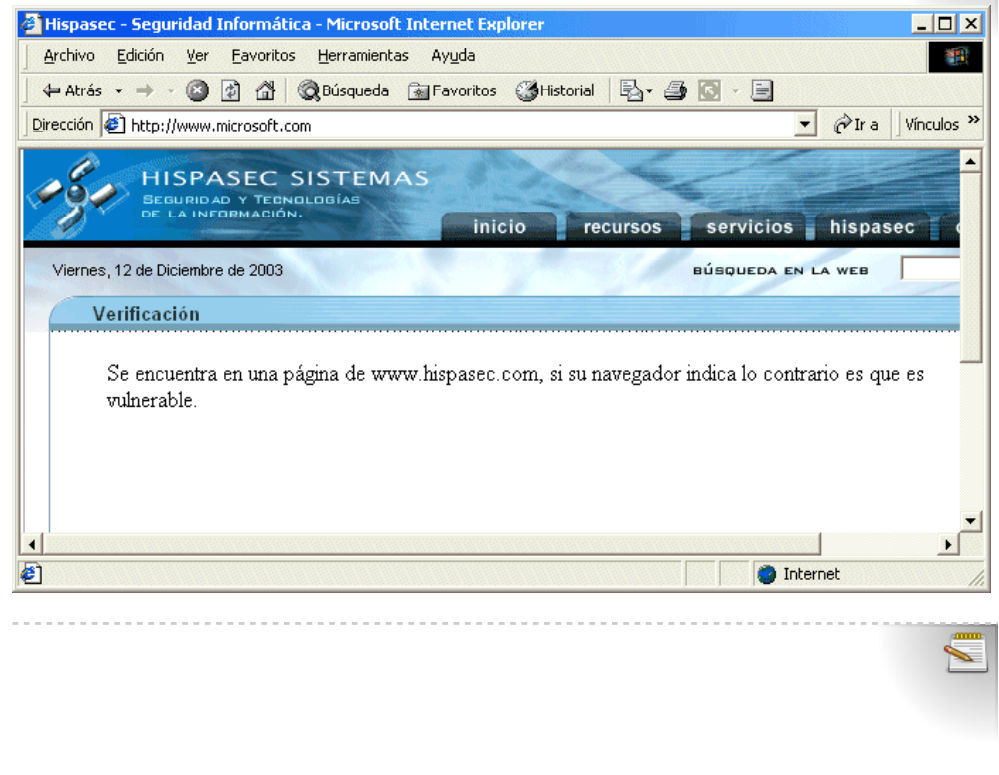 Hispasec - Seguridad Informática - Microsoft Internet Explorer
Archivo Edición Ver Favoritos Herramientas Ayuda
Atrás Búsqueda Favoritos Historial
Dirección http://www.microsoft.com Ir a Vínculos »
HISPASEC SISTEMAS
SEGURIDAD Y TECNOLOGÍAS
DE LA INFORMACIÓN.
inicio recursos servicios hispasec
Viernes, 12 de Diciembre de 2003 BÚSQUEDA EN LA WEB
Verificación
Se encuentra en una página de www.hispasec.com, si su navegador indica lo contrario es que es
vulnerable.
Internet